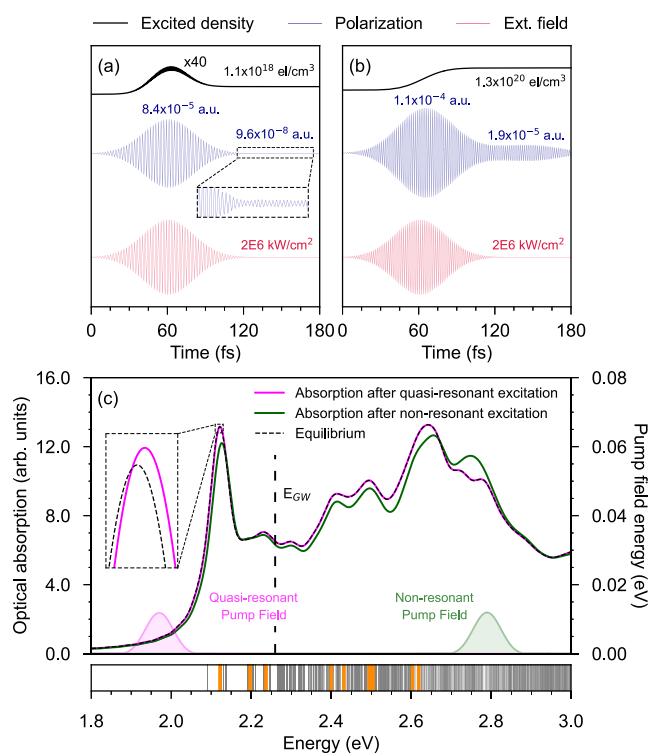 Excited density Polarization Ext. field
(a) x40 1.1x10^18 el/cm^3
8.4x10^-5 a.u.
9.6x10^-8 a.u.
2E6 kW/cm^2
0 60 120 180
Time (fs)
(b) 1.3x10^20 el/cm^3
1.1x10^-4 a.u.
1.9x10^-5 a.u.
2E6 kW/cm^2
0 60 120 180
Time (fs)
(c)
Absorption after quasi-resonant excitation
Absorption after non-resonant excitation
Equilibrium
E_GW
Quasi-resonant
Pump Field
Non-resonant
Pump Field
Optical absorption (arb. units)
16.0
12.0
8.0
4.0
0.0
Pump field energy (eV)
0.08
0.06
0.04
0.02
0.00
1.8 2.0 2.2 2.4 2.6 2.8 3.0
Energy (eV)